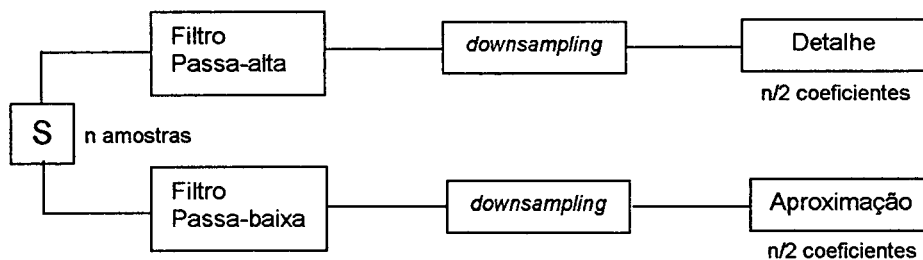 Filtro
Passa-alta
downsampling
Detalhe
n/2 coeficientes
S
n amostras
Filtro
Passa-baixa
downsampling
Aproximação
n/2 coeficientes